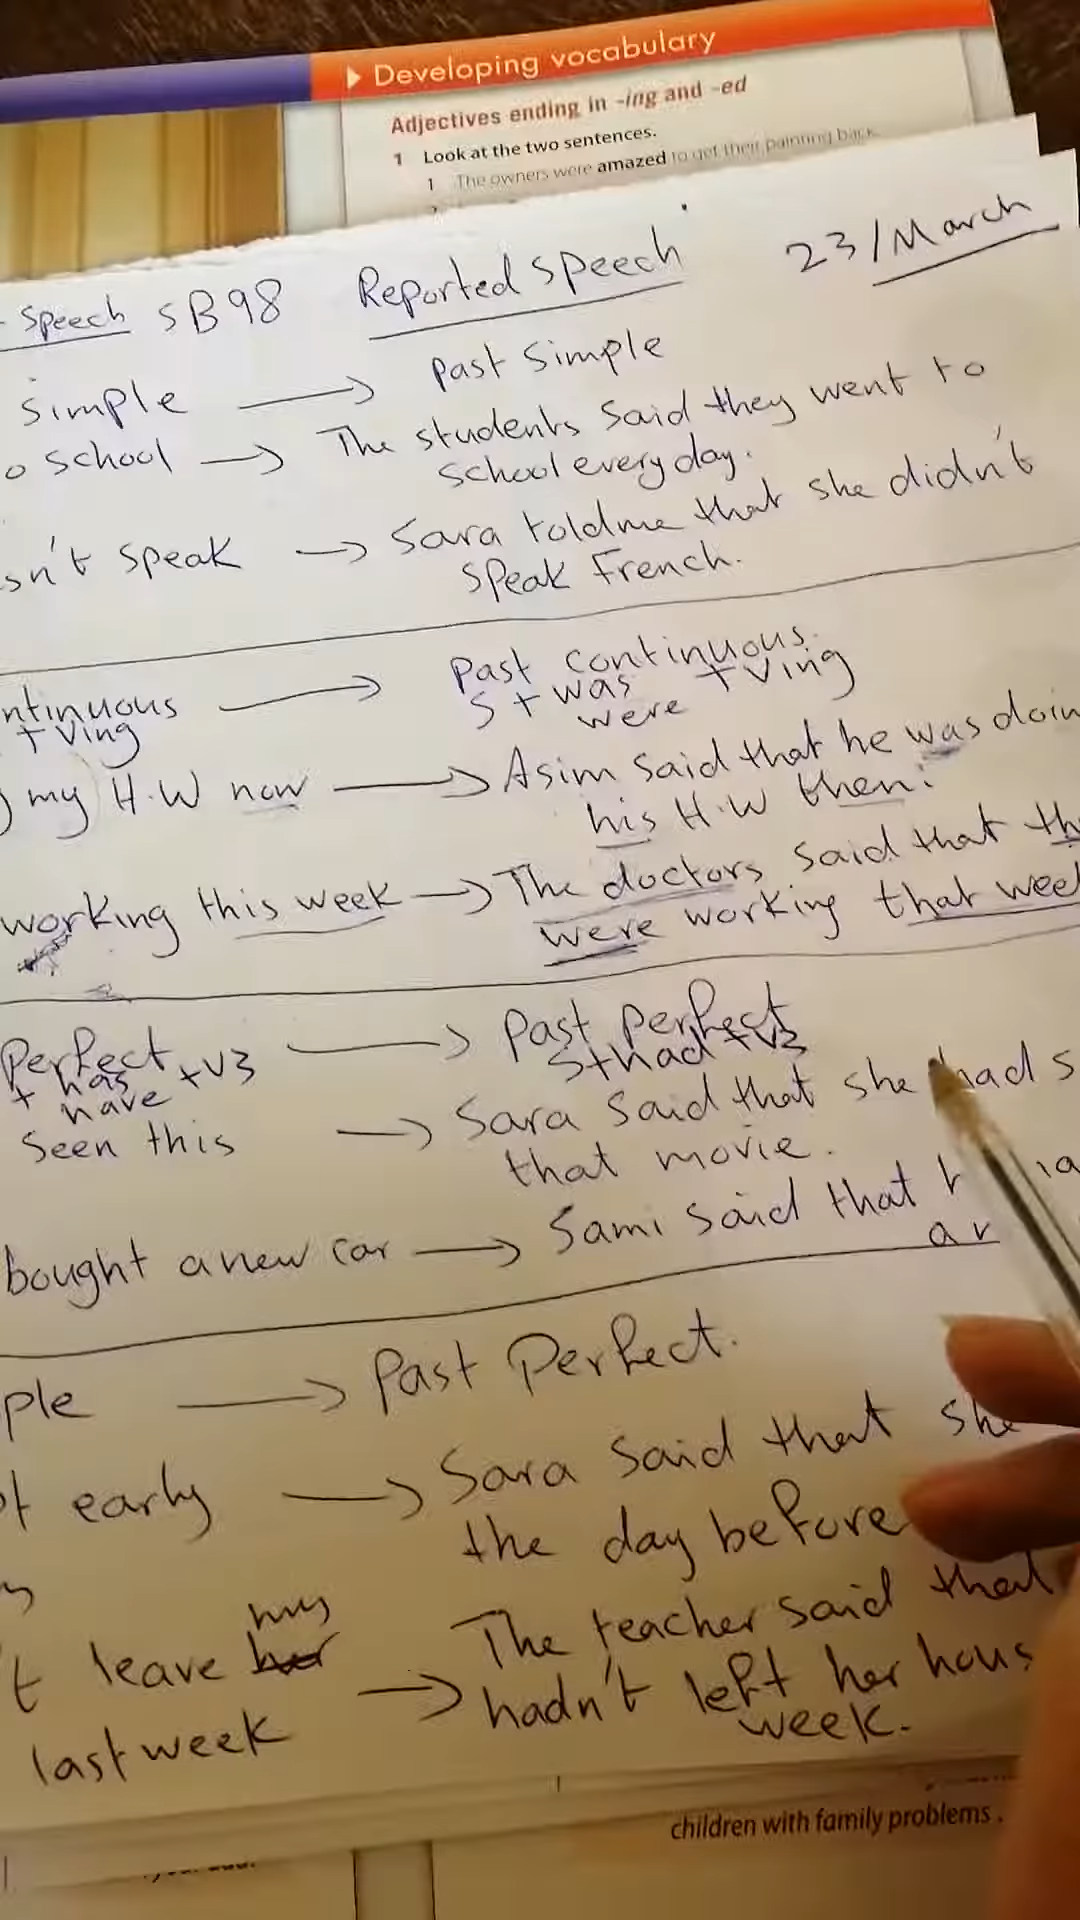 Developing vocabulary
Adjectives ending in -ing and -ed
1 Look at the two sentences.
1 The owners were amazed to get their painting back
Speech SB98 Reported Speech 23/March
simple → Past Simple
school → The students said they went to
school every day.
sn't speak → Sara told me that she didn't
speak French.
ntinuous → Past continuous.
+ Ving S + was + Ving
were
my H.W now → Asim said that he was doin
his H.W then.
working this week → The doctors said that th
were working that wee
Perfect → Past perfect
+ has +V3 S+had +V3
have
seen this → Sara said that she had s
that movie.
bought a new car → Sami said that
ple → Past Perfect.
early → Sara said that she
the day before
my
't leave her The teacher said that
→ hadn't left her hous
last week week.
children with family problems.